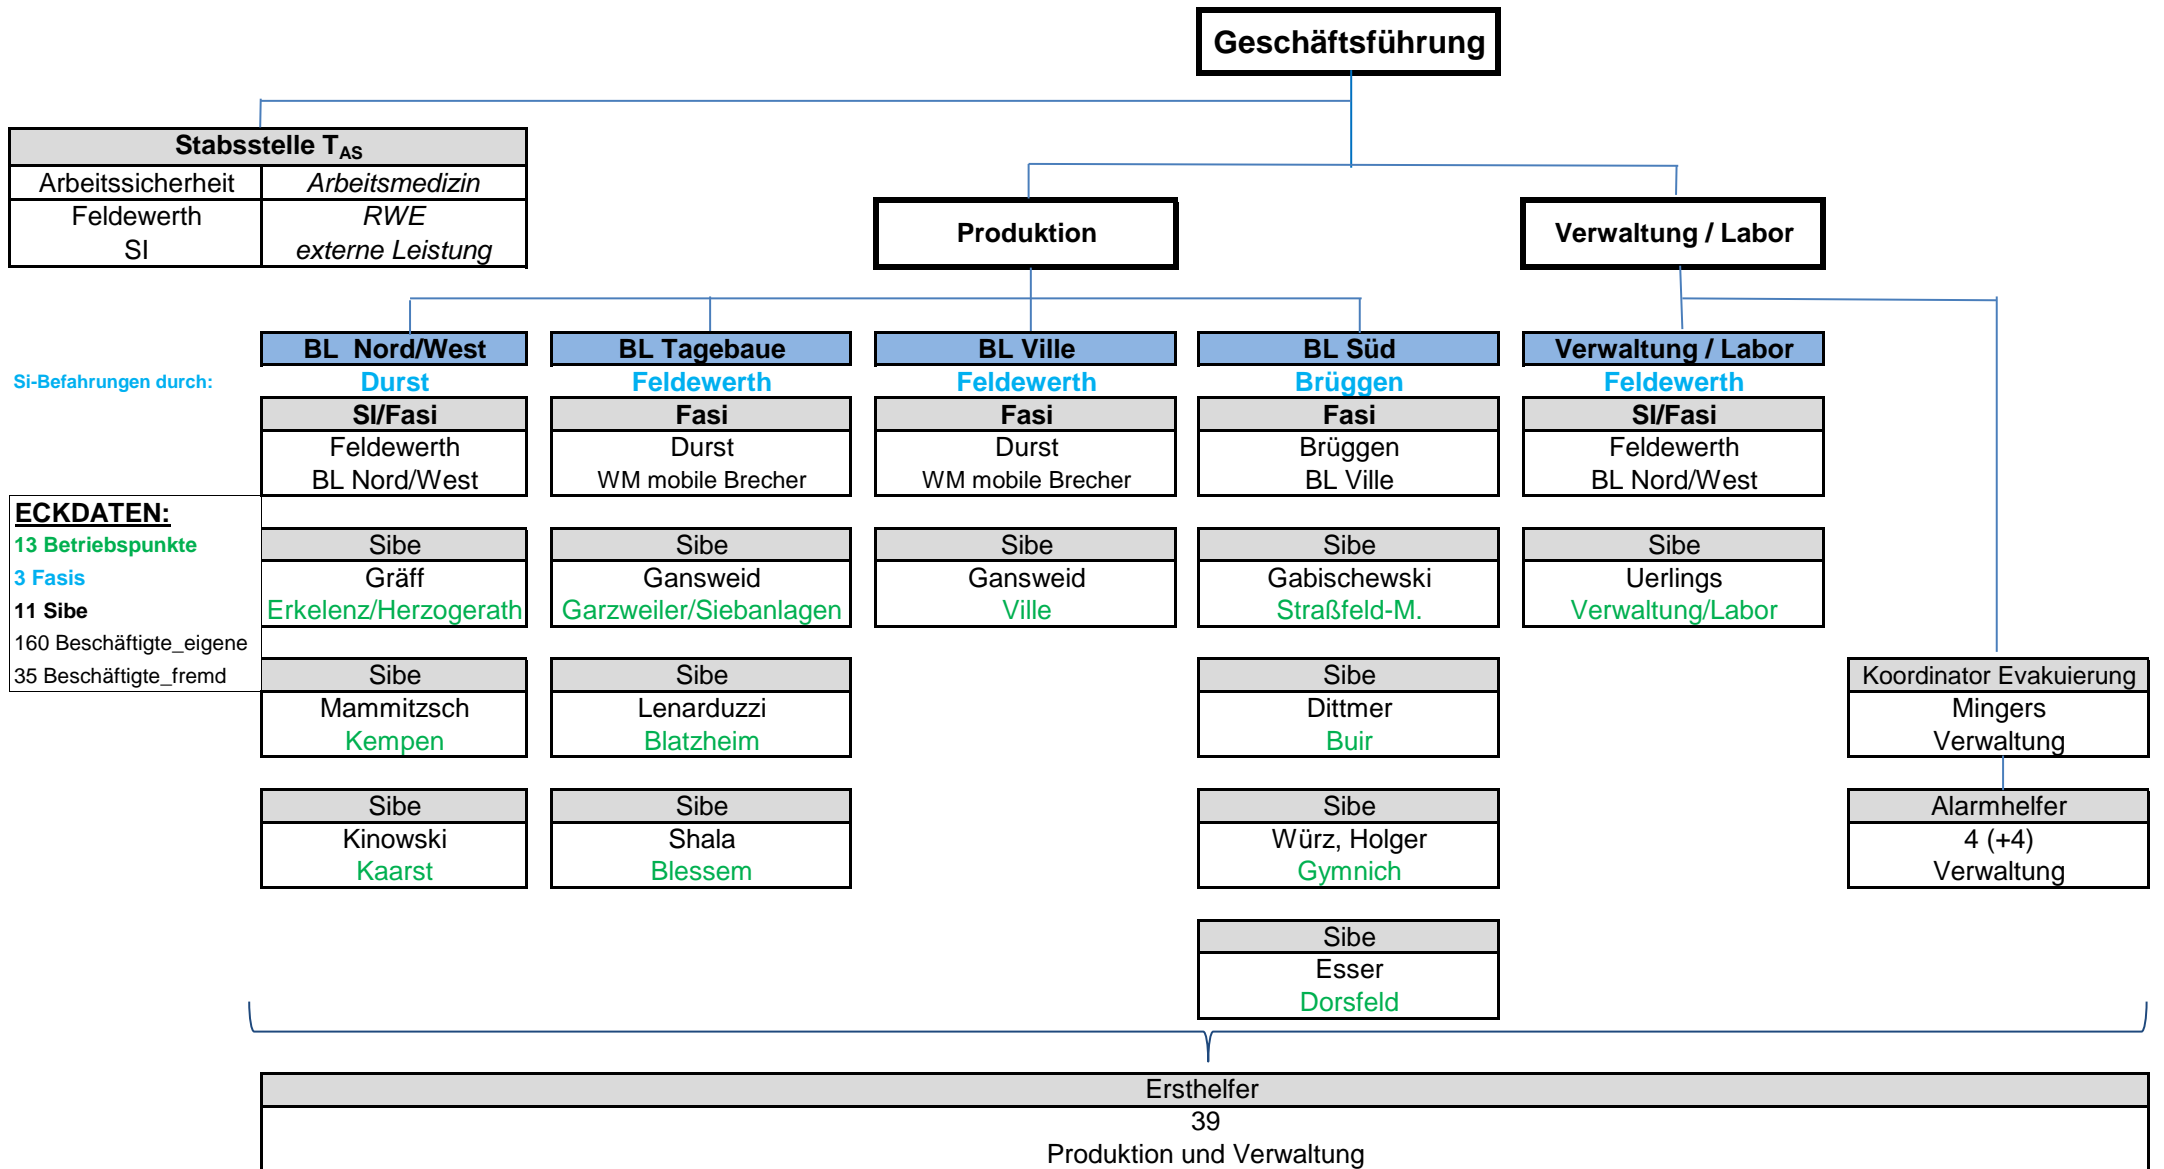 Geschäftsführung
Stabsstelle TAS
Arbeitssicherheit Arbeitsmedizin
Feldewerth RWE
SI externe Leistung
Produktion Verwaltung / Labor
BL Nord/West BL Tagebaue BL Ville BL Süd Verwaltung / Labor
Si-Befahrungen durch: Durst Feldewerth Feldewerth Brüggen Feldewerth
SI/Fasi Fasi Fasi Fasi SI/Fasi
Feldewerth Durst Durst Brüggen Feldewerth
BL Nord/West WM mobile Brecher WM mobile Brecher BL Ville BL Nord/West
ECKDATEN:
13 Betriebspunkte
3 Fasis
11 Sibe
160 Beschäftigte_eigene
35 Beschäftigte_fremd
Sibe Sibe Sibe Sibe Sibe
Gräff Gansweid Gansweid Gabischewski Uerlings
Erkelenz/Herzogerath Garzweiler/Siebanlagen Ville Straßfeld-M. Verwaltung/Labor
Sibe Sibe Sibe Koordinator Evakuierung
Mammitzsch Lenarduzzi Dittmer Mingers
Kempen Blatzheim Buir Verwaltung
Sibe Sibe Sibe Alarmhelfer
Kinowski Shala Würz, Holger 4 (+4)
Kaarst Blessem Gymnich Verwaltung
Sibe
Esser
Dorsfeld
Ersthelfer
39
Produktion und Verwaltung